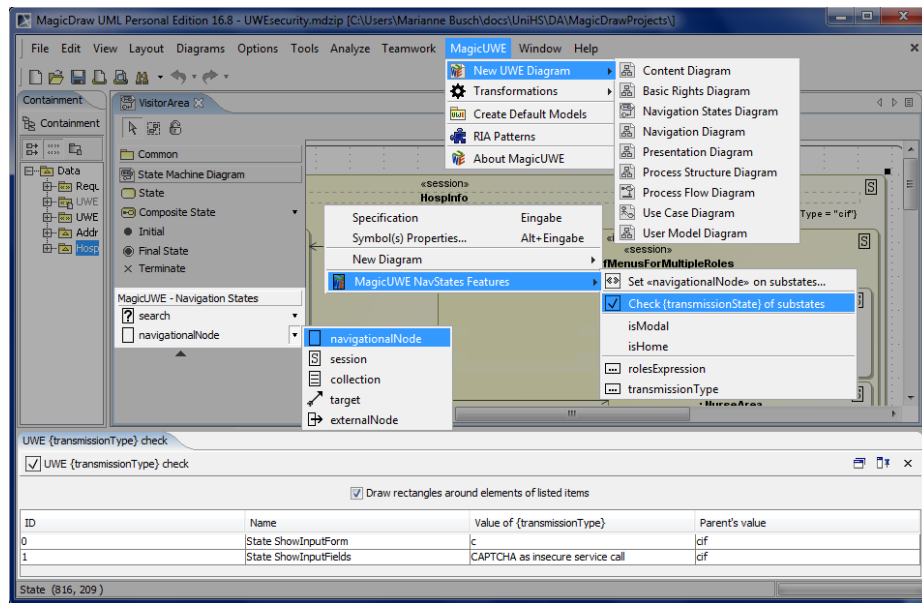 MagicDraw UML Personal Edition 16.8 - UWEsecurity.mdzip [C:\Users\Marianne Busch\docs\UniHS\DA\MagicDrawProjects\]
File Edit View Layout Diagrams Options Tools Analyze Teamwork MagicUWE Window Help
New UWE Diagram
Transformations
Create Default Models
RIA Patterns
About MagicUWE
Content Diagram
Basic Rights Diagram
Navigation States Diagram
Navigation Diagram
Presentation Diagram
Process Structure Diagram
Process Flow Diagram
Use Case Diagram
User Model Diagram
Containment
Containment
Data
Requ
UWE
UWE
Addr
Hosp
VisitorArea
Common
State Machine Diagram
State
Composite State
Initial
Final State
Terminate
MagicUWE - Navigation States
? search
navigationalNode
navigationalNode
S session
collection
target
externalNode
«session»
HospInfo
S
Type = "cif"}
S
«session»
fMenusForMultipleRoles
Specification Eingabe
Symbol(s) Properties... Alt+Eingabe
New Diagram
MagicUWE NavStates Features
Set «navigationalNode» on substates...
Check {transmissionState} of substates
isModal
isHome
rolesExpression
transmissionType
: NurseArea
UWE {transmissionType} check
UWE {transmissionType} check
Draw rectangles around elements of listed items
ID Name Value of {transmissionType} Parent's value
0 State ShowInputForm c cif
1 State ShowInputFields CAPTCHA as insecure service call cif
State (816, 209 )